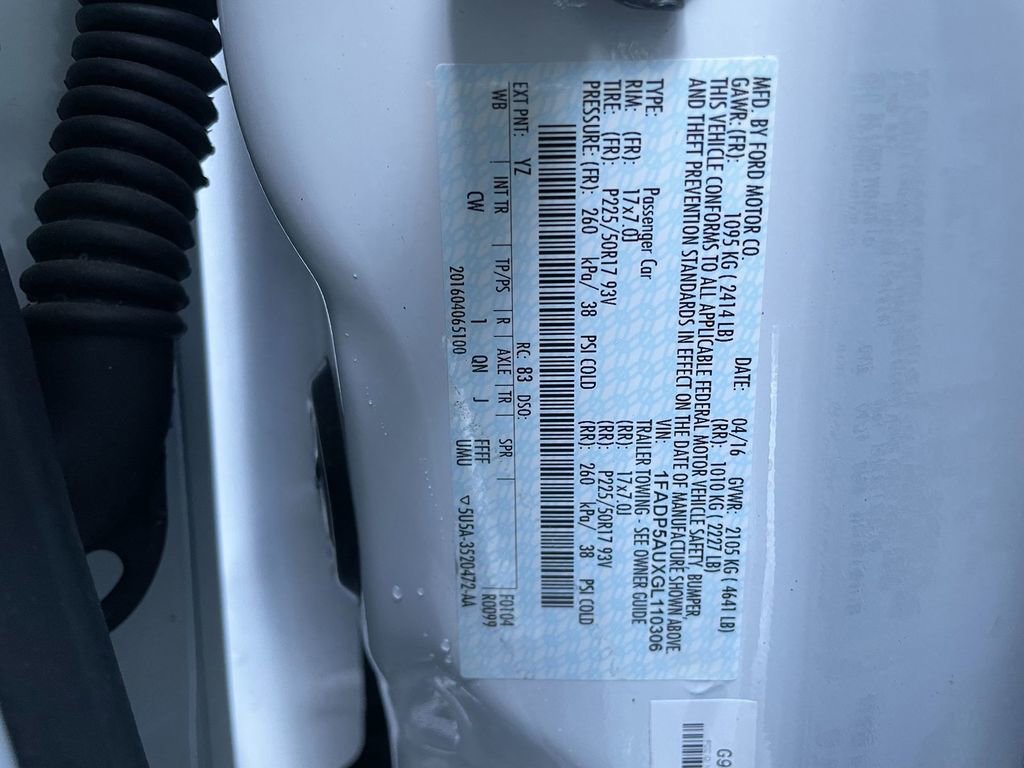 MFD. BY FORD MOTOR CO.
DATE: 04/16 GVWR: 2105 KG ( 4641 LB)
GAWR: (FR): 1095 KG ( 2414 LB) (RR): 1010 KG ( 2227 LB)
THIS VEHICLE CONFORMS TO ALL APPLICABLE FEDERAL MOTOR VEHICLE SAFETY, BUMPER,
AND THEFT PREVENTION STANDARDS IN EFFECT ON THE DATE OF MANUFACTURE SHOWN ABOVE.
VIN: 1FADP5AUXGL110306
TYPE: Passenger Car TRAILER TOWING - SEE OWNER GUIDE
RIM: (FR): 17x7.0J (RR): 17x7.0J
TIRE: (FR): P225/50R17 93V (RR): P225/50R17 93V
PRESSURE: (FR): 260 kPa/ 38 PSI COLD (RR): 260 kPa/ 38 PSI COLD
EXT PNT: YZ RC: 83 DSO: F0104
WB | INT TR | TP/PS | R | AXLE | TR | SPR | R0099
CW 1 QN J FFFF
201604065100 UMU ▽5U5A-3520472-AA
G9